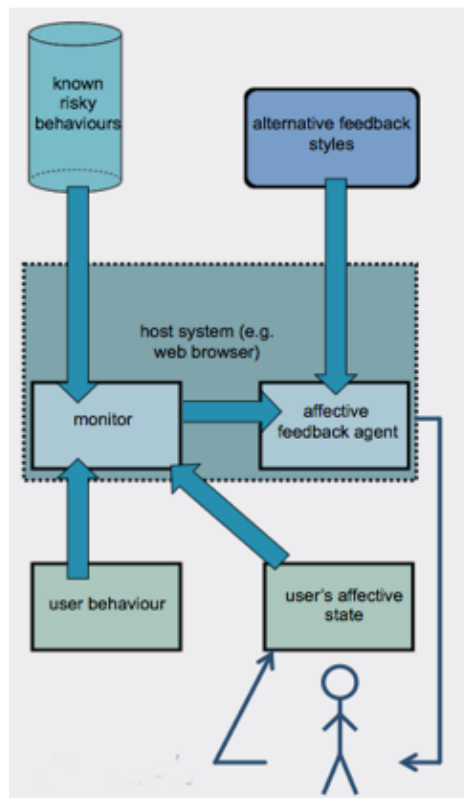 known
risky
behaviours
alternative feedback
styles
host system (e.g.
web browser)
monitor
affective
feedback agent
user behaviour
user's affective
state